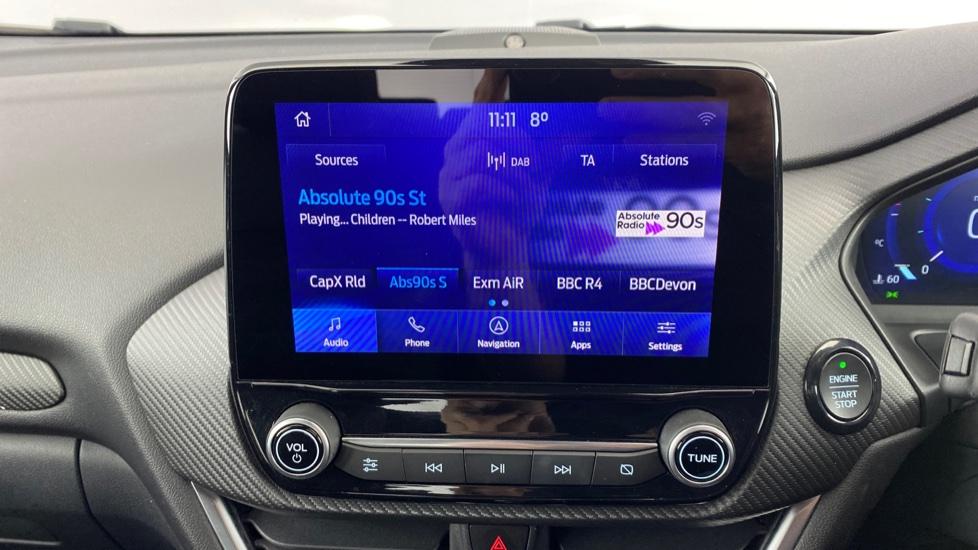 11:11 8°
Sources DAB TA Stations
Absolute 90s St
Playing... Children -- Robert Miles
Absolute Radio 90s
CapX Rld Abs90s S Exm AiR BBC R4 BBCDevon
Audio Phone Navigation Apps Settings
VOL TUNE
ENGINE
START
STOP
°C
60 0